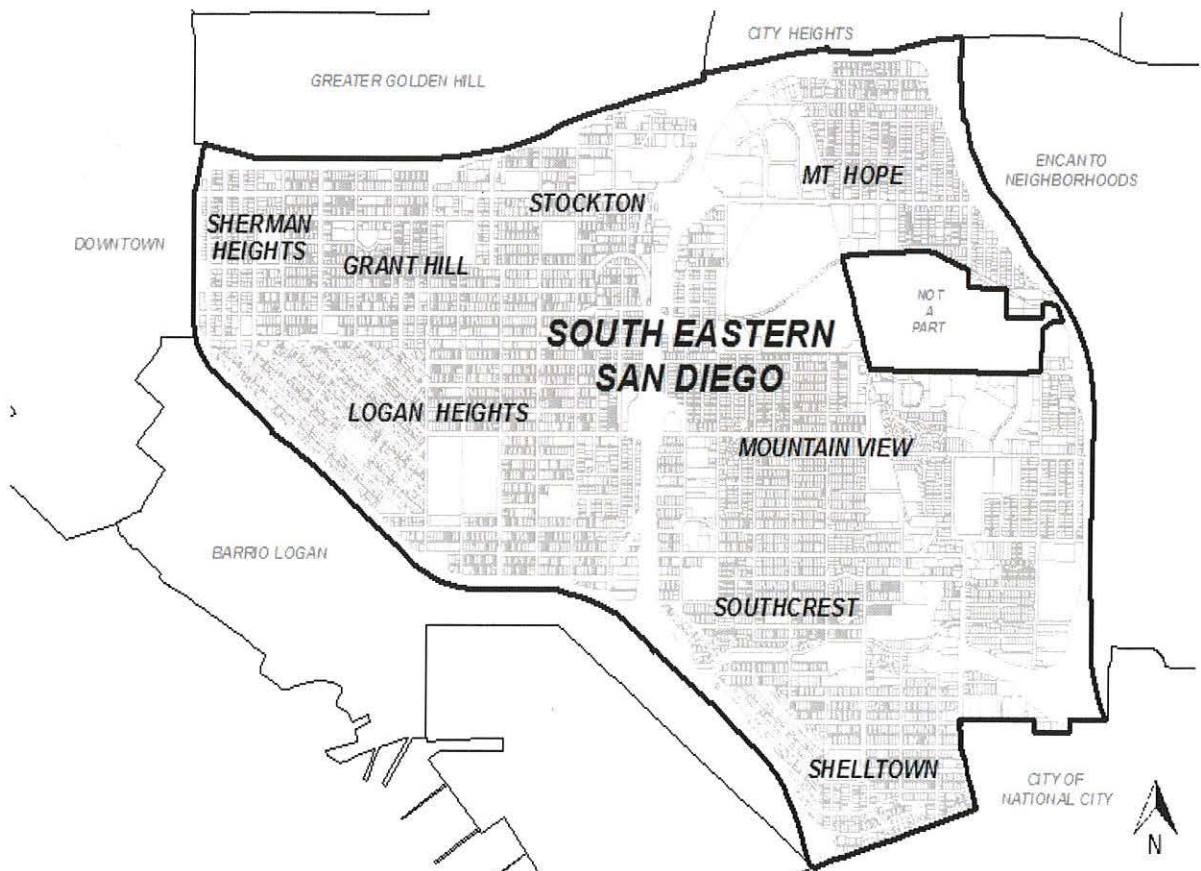 CITY HEIGHTS
GREATER GOLDEN HILL
ENCANTO
NEIGHBORHOODS
MT HOPE
STOCKTON
SHERMAN
HEIGHTS
DOWNTOWN
GRANT HILL
NOT
A
PART
SOUTH EASTERN
SAN DIEGO
LOGAN HEIGHTS
MOUNTAIN VIEW
BARRIO LOGAN
SOUTHCREST
SHELLTOWN
CITY OF
NATIONAL CITY
N